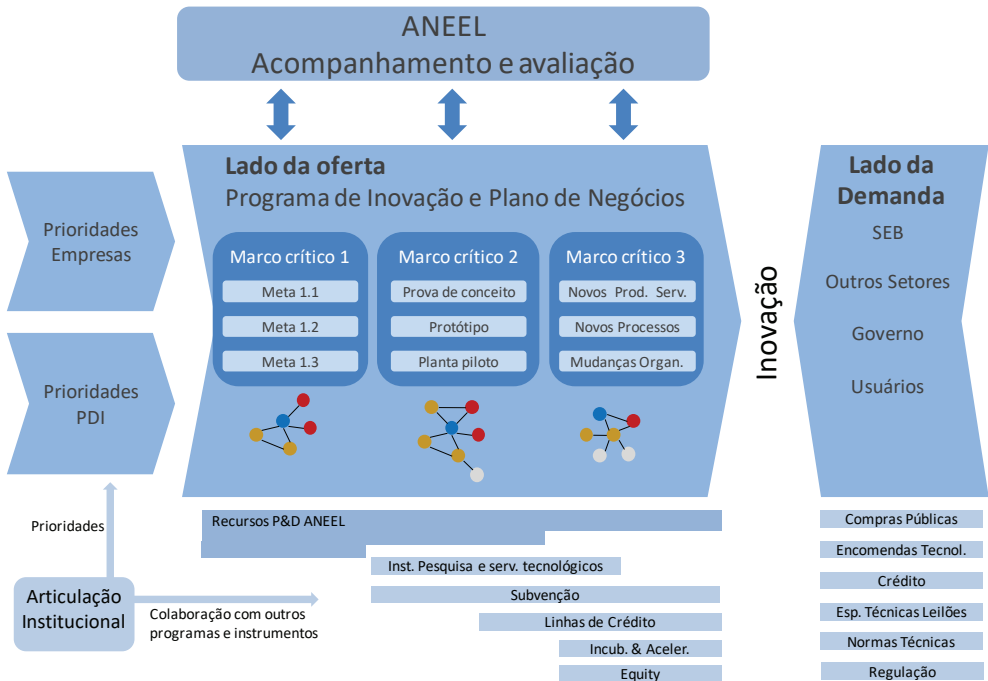 ANEEL
Acompanhamento e avaliação
Prioridades
Empresas
Prioridades
PDI
Lado da oferta
Programa de Inovação e Plano de Negócios
Marco crítico 1
Meta 1.1
Meta 1.2
Meta 1.3
Marco crítico 2
Prova de conceito
Protótipo
Planta piloto
Marco crítico 3
Novos Prod. Serv.
Novos Processos
Mudanças Organ.
Inovação
Lado da
Demanda
SEB
Outros Setores
Governo
Usuários
Prioridades
Articulação
Institucional
Colaboração com outros
programas e instrumentos
Recursos P&D ANEEL
Inst. Pesquisa e serv. tecnológicos
Subvenção
Linhas de Crédito
Incub. & Aceler.
Equity
Compras Públicas
Encomendas Tecnol.
Crédito
Esp. Técnicas Leilões
Normas Técnicas
Regulação